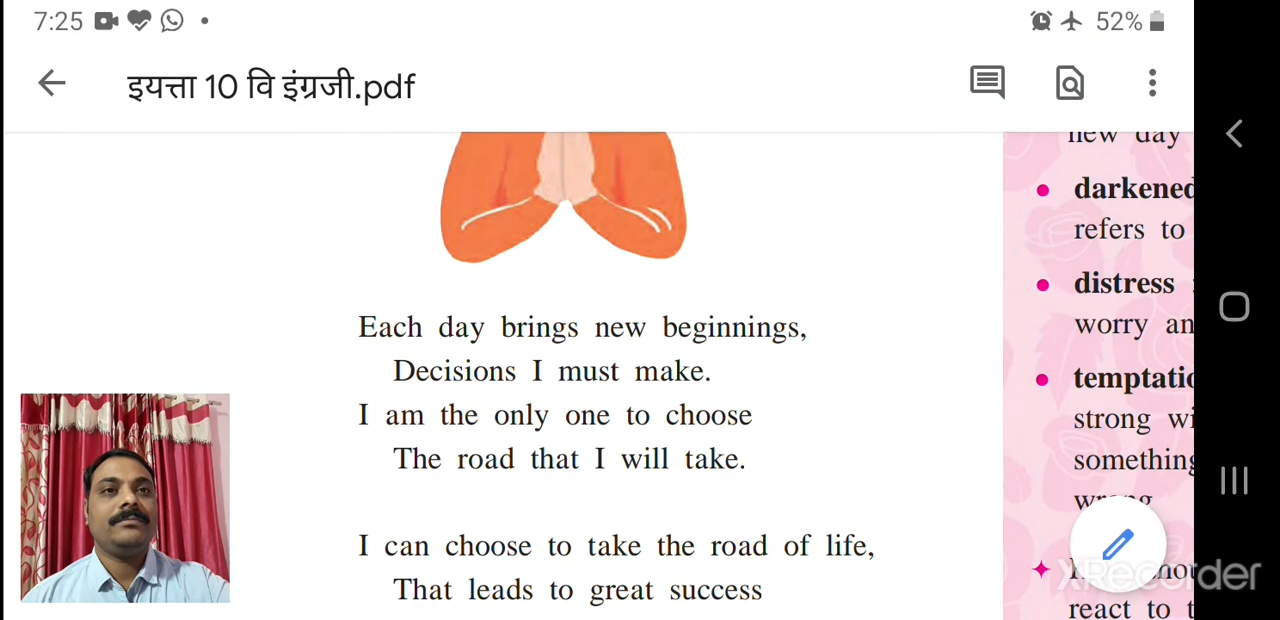 7:25
52%
इयत्ता 10 वि इंग्रजी.pdf
Each day brings new beginnings,
Decisions I must make.
I am the only one to choose
The road that I will take.
I can choose to take the road of life,
That leads to great success
new day
darkened
refers to
distress
worry an
temptatio
strong wi
something
wrong
react to t
XRecorder